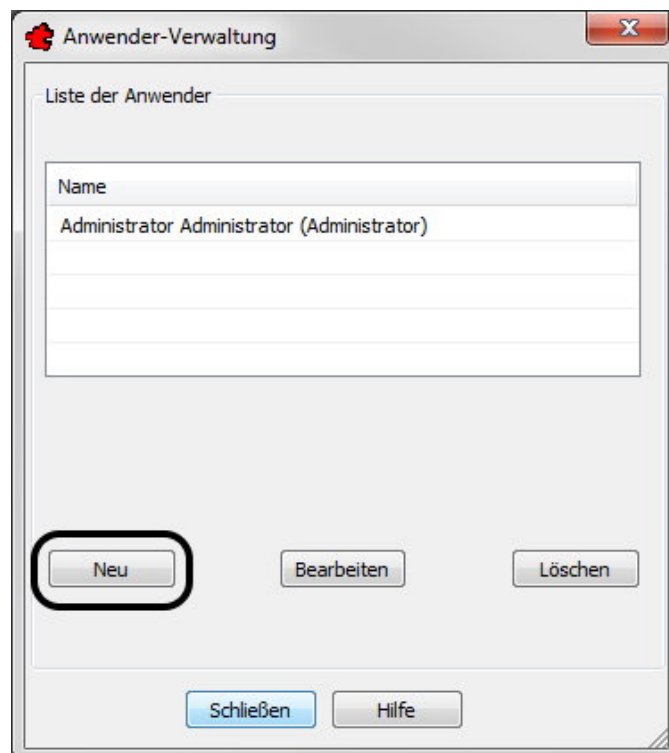 Anwender-Verwaltung
Liste der Anwender
Name
Administrator Administrator (Administrator)
Neu Bearbeiten Löschen
Schließen Hilfe